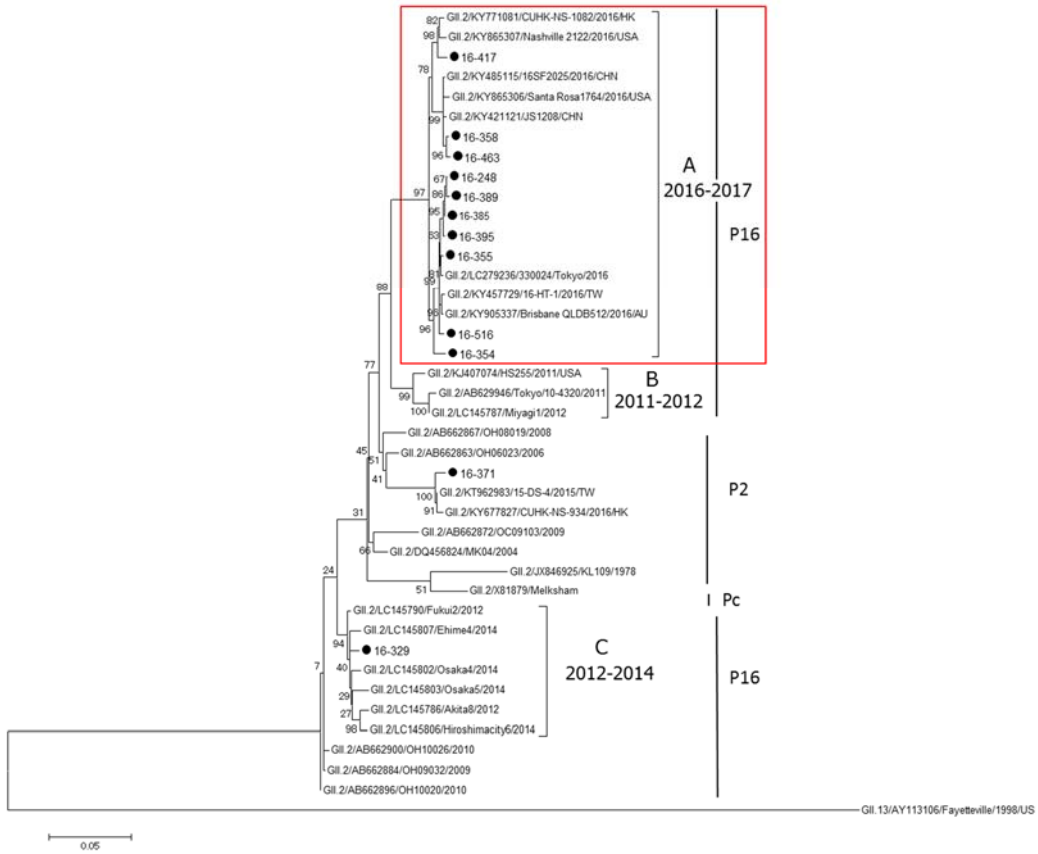 82
GII.2/KY771081/CUHK-NS-1082/2016/HK
98
GII.2/KY865307/Nashville 2122/2016/USA
16-417
78
GII.2/KY485115/16SF2025/2016/CHN
GII.2/KY865306/Santa Rosa1764/2016/USA
99
GII.2/KY421121/JS1208/CHN
16-358
96
16-463
A
2016-2017
67
16-248
97
86
16-389
95
16-385
63
16-395
P16
16-355
81
GII.2/LC279236/330024/Tokyo/2016
99
88
GII.2/KY457729/16-HT-1/2016/TW
96
GII.2/KY905337/Brisbane QLDB512/2016/AU
96
16-516
16-354
77
GII.2/KJ407074/HS255/2011/USA
B
2011-2012
99
GII.2/AB629946/Tokyo/10-4320/2011
100
GII.2/LC145787/Miyagi1/2012
GII.2/AB662867/OH08019/2008
45
51
GII.2/AB662863/OH06023/2006
41
16-371
100
GII.2/KT962983/15-DS-4/2015/TW
P2
91
GII.2/KY677827/CUHK-NS-934/2016/HK
31
GII.2/AB662872/OC09103/2009
66
GII.2/DQ456824/MK04/2004
24
GII.2/JX846925/KL109/1978
51
GII.2/X81879/Melksham
Pc
GII.2/LC145790/Fukui2/2012
GII.2/LC145807/Ehime4/2014
94
16-329
C
2012-2014
7
40
GII.2/LC145802/Osaka4/2014
P16
29
GII.2/LC145803/Osaka5/2014
27
GII.2/LC145786/Akita8/2012
98
GII.2/LC145806/Hiroshimacity6/2014
GII.2/AB662900/OH10026/2010
GII.2/AB662884/OH09032/2009
GII.2/AB662896/OH10020/2010
GII.13/AY113106/Fayetteville/1998/US
0.05